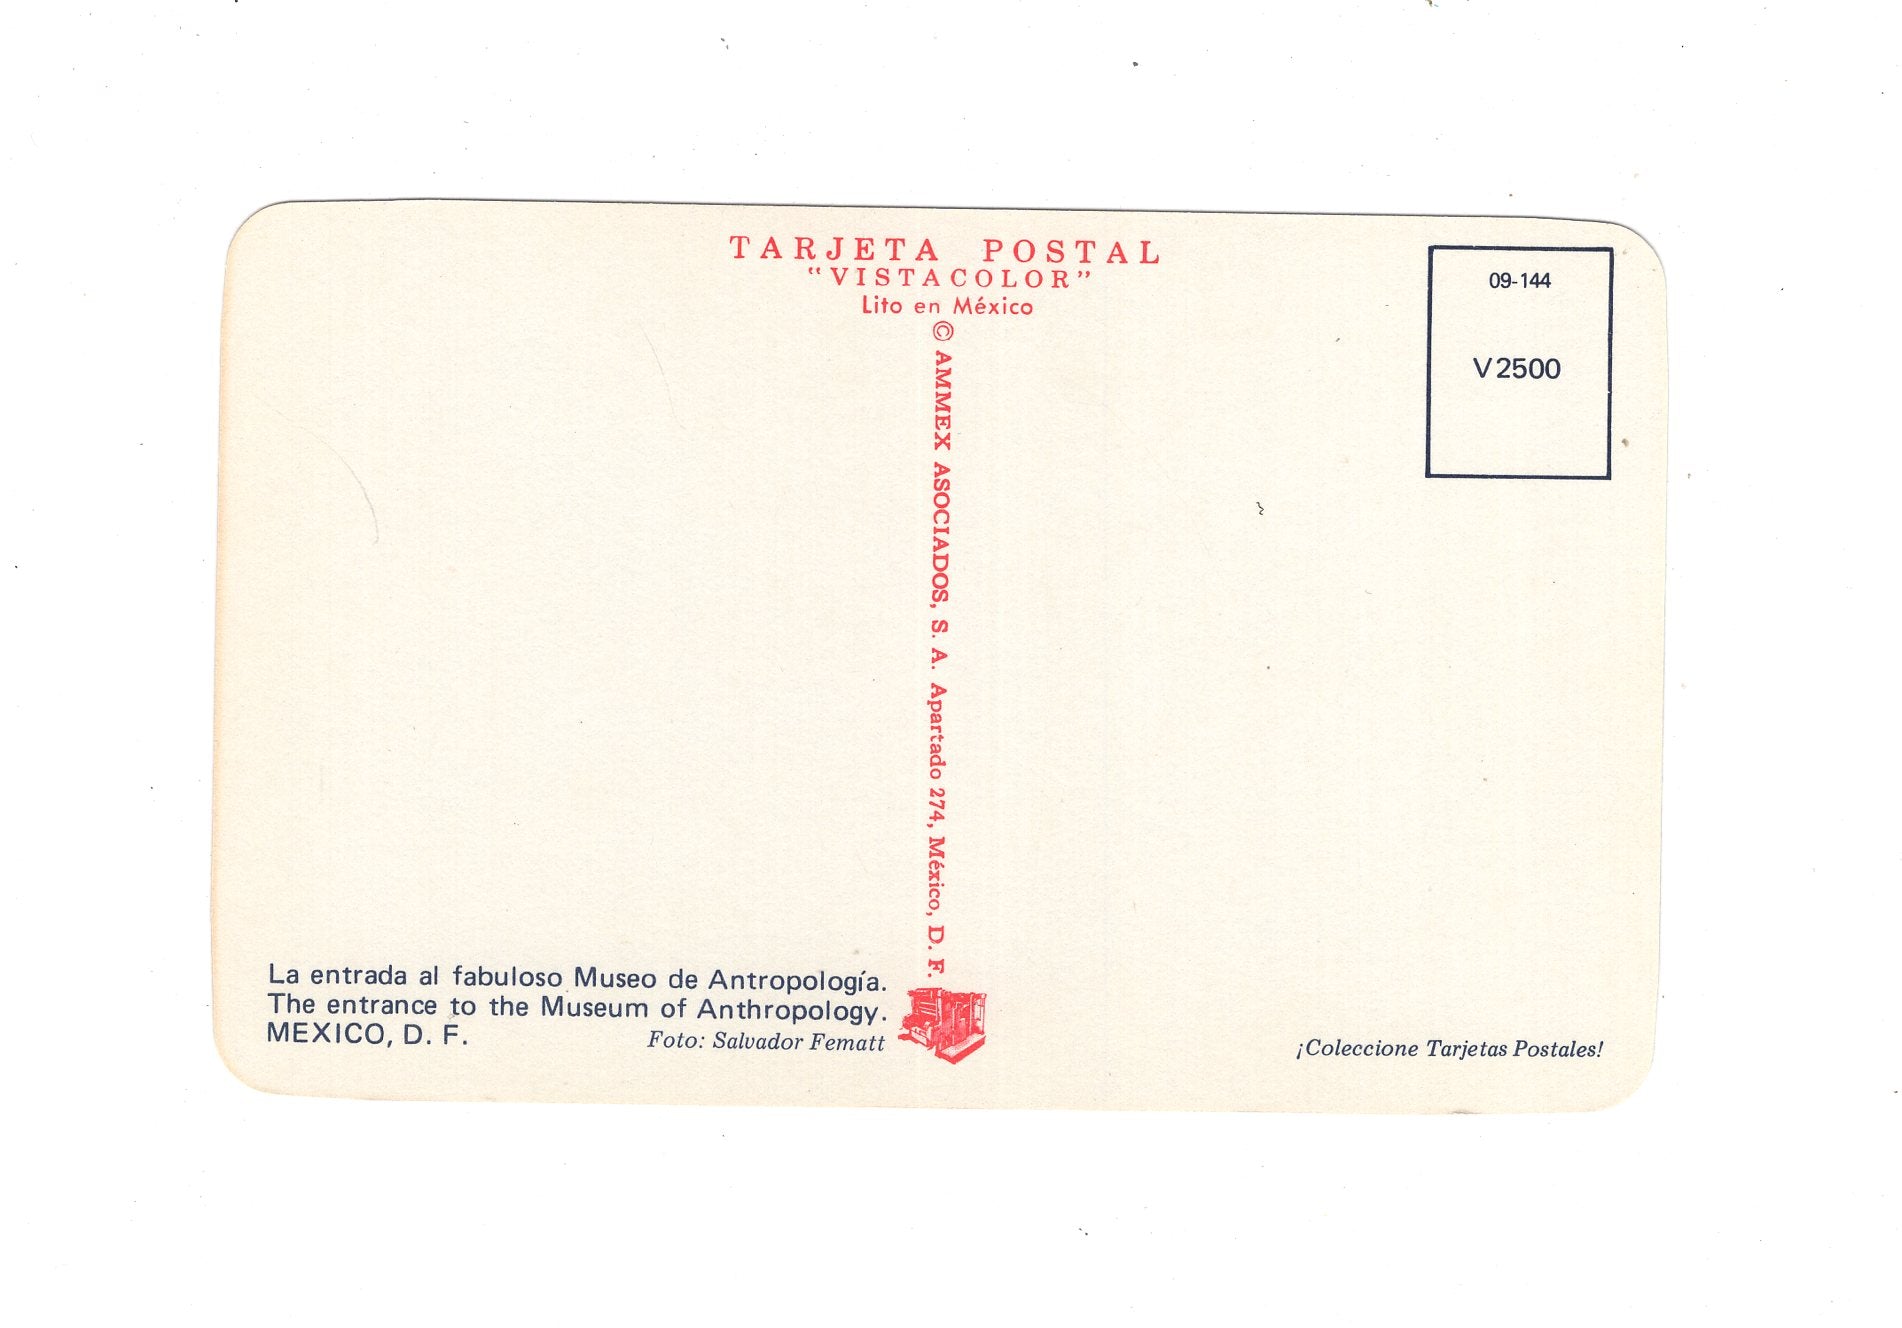 TARJETA POSTAL
“VISTACOLOR”
Lito en México
© AMMEX ASOCIADOS, S. A. Apartado 274, México, D. F.
09-144
V2500
La entrada al fabuloso Museo de Antropología.
The entrance to the Museum of Anthropology.
MEXICO, D. F.
Foto: Salvador Fematt
¡Coleccione Tarjetas Postales!